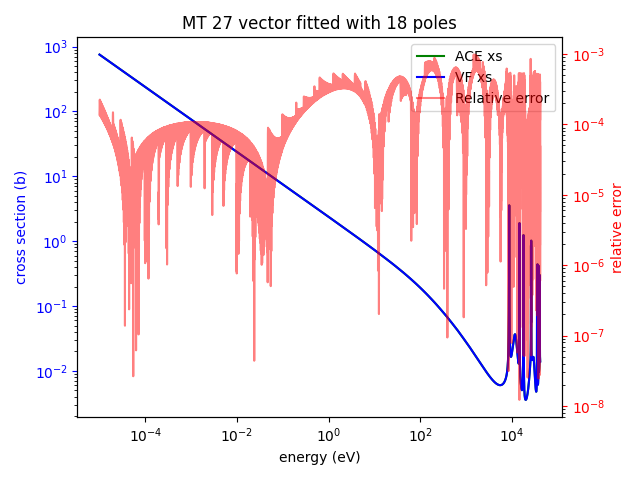 MT 27 vector fitted with 18 poles
ACE xs
VF xs
Relative error
cross section (b)
10³
10²
10¹
10⁰
10⁻¹
10⁻²
10⁻³
10⁻⁴
10⁻⁵
10⁻⁶
10⁻⁷
10⁻⁸
relative error
10⁻⁴
10⁻²
10⁰
10²
10⁴
energy (eV)